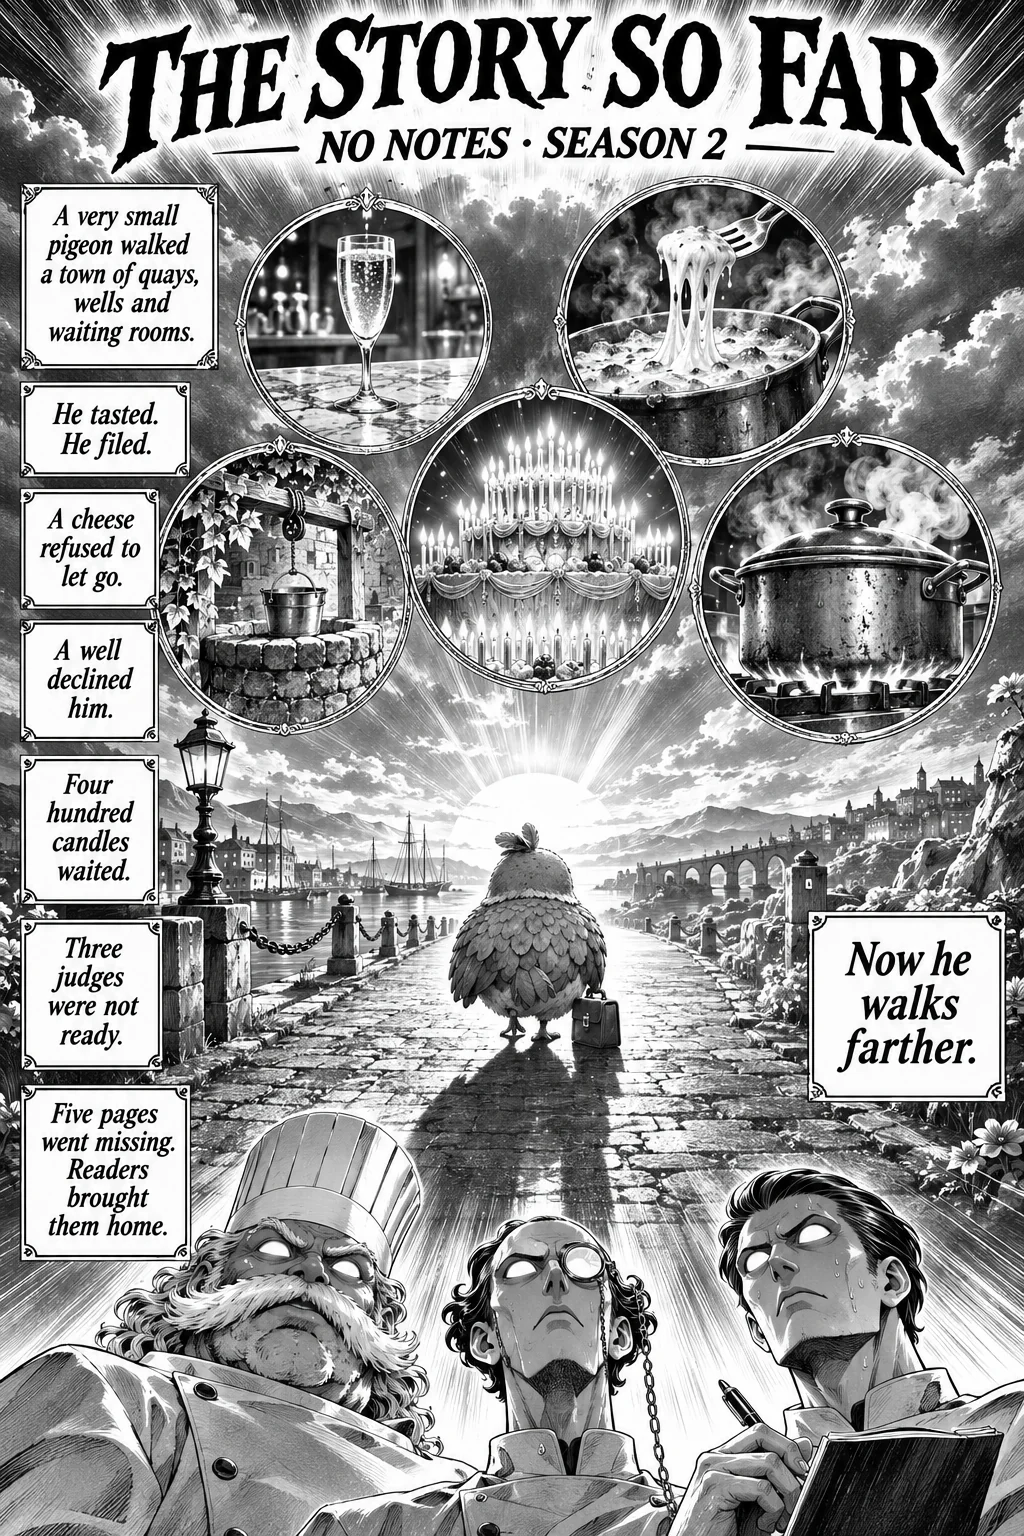 THE STORY SO FAR
NO NOTES · SEASON 2
A very small
pigeon walked
a town of quays,
wells and
waiting rooms.
He tasted.
He filed.
A cheese
refused to
let go.
A well
declined
him.
Four
hundred
candles
waited.
Three
judges
were not
ready.
Five pages
went missing.
Readers
brought
them home.
Now he
walks
farther.